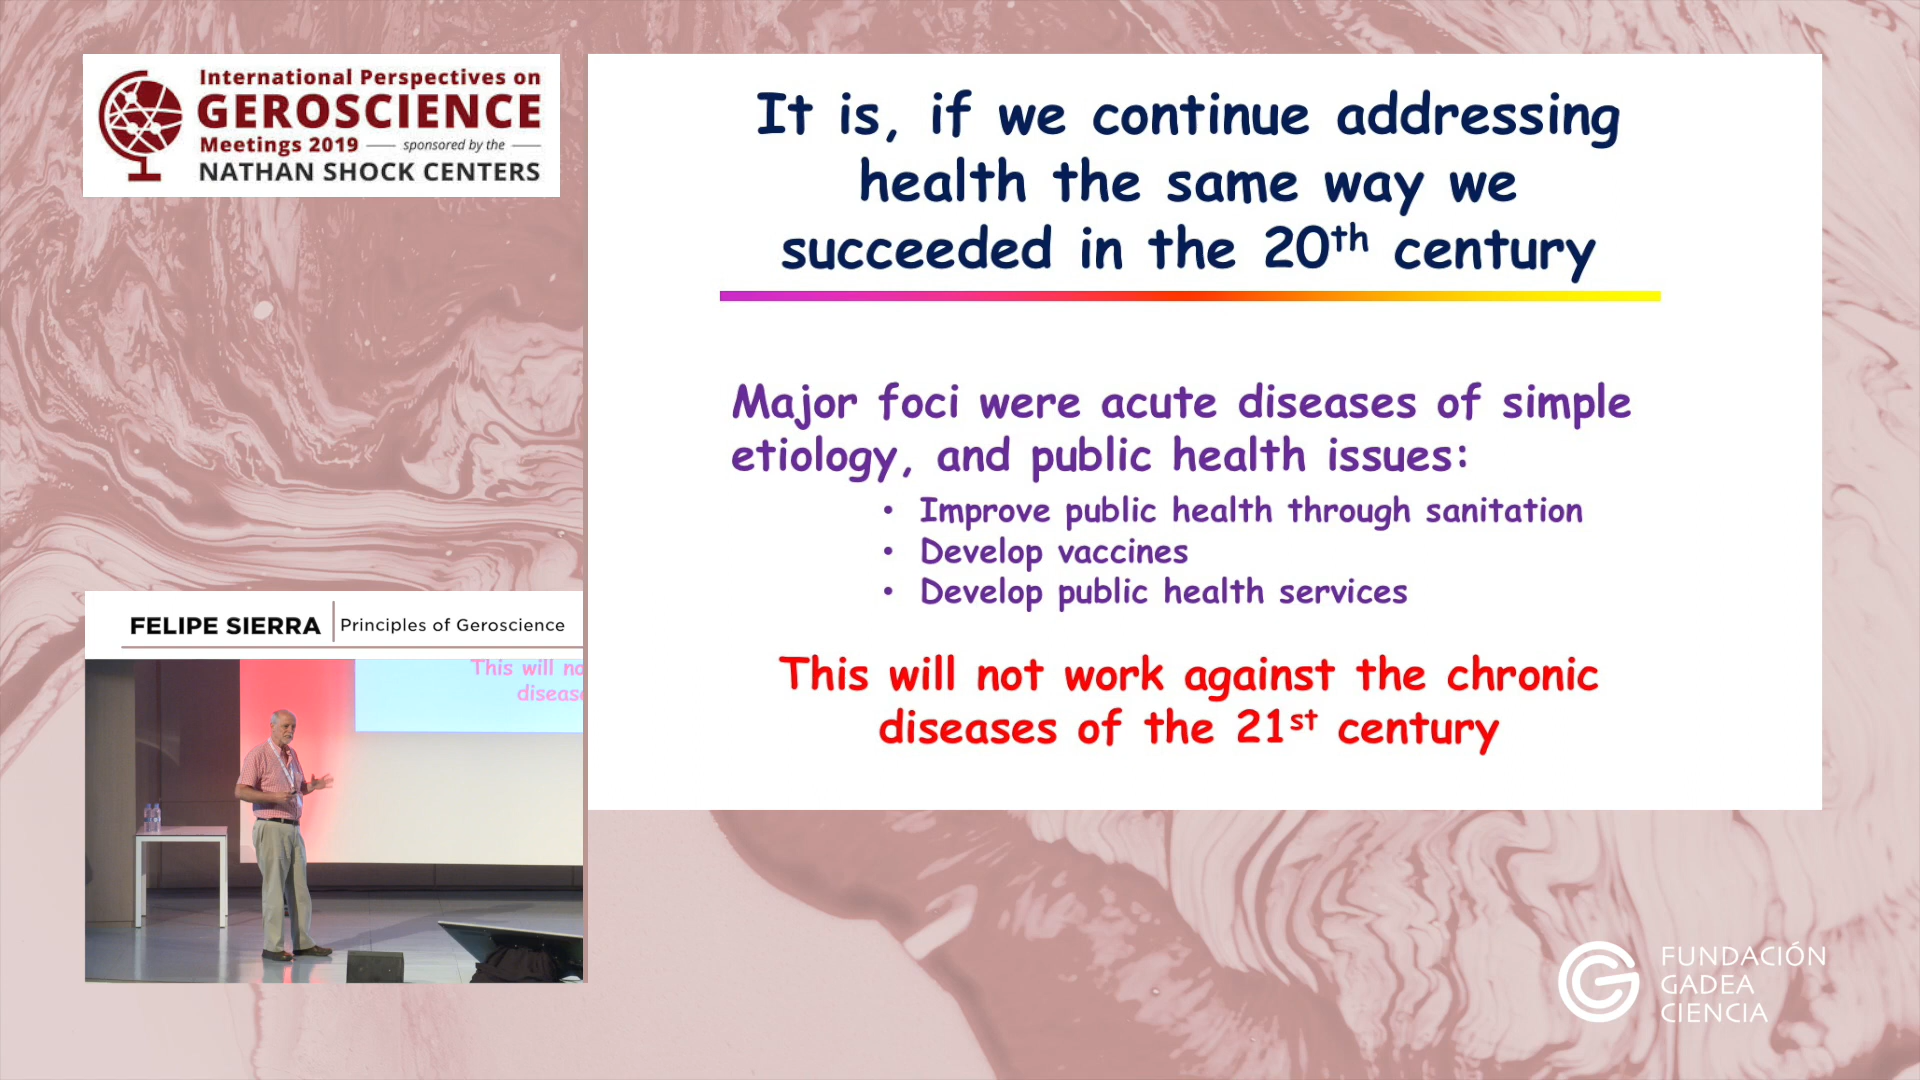 International Perspectives on
GEROSCIENCE
Meetings 2019 — sponsored by the —
NATHAN SHOCK CENTERS
It is, if we continue addressing
health the same way we
succeeded in the 20th century
Major foci were acute diseases of simple
etiology, and public health issues:
• Improve public health through sanitation
• Develop vaccines
• Develop public health services
This will not work against the chronic
diseases of the 21st century
FELIPE SIERRA | Principles of Geroscience
This will no
disease
FUNDACIÓN
GADEA
CIENCIA